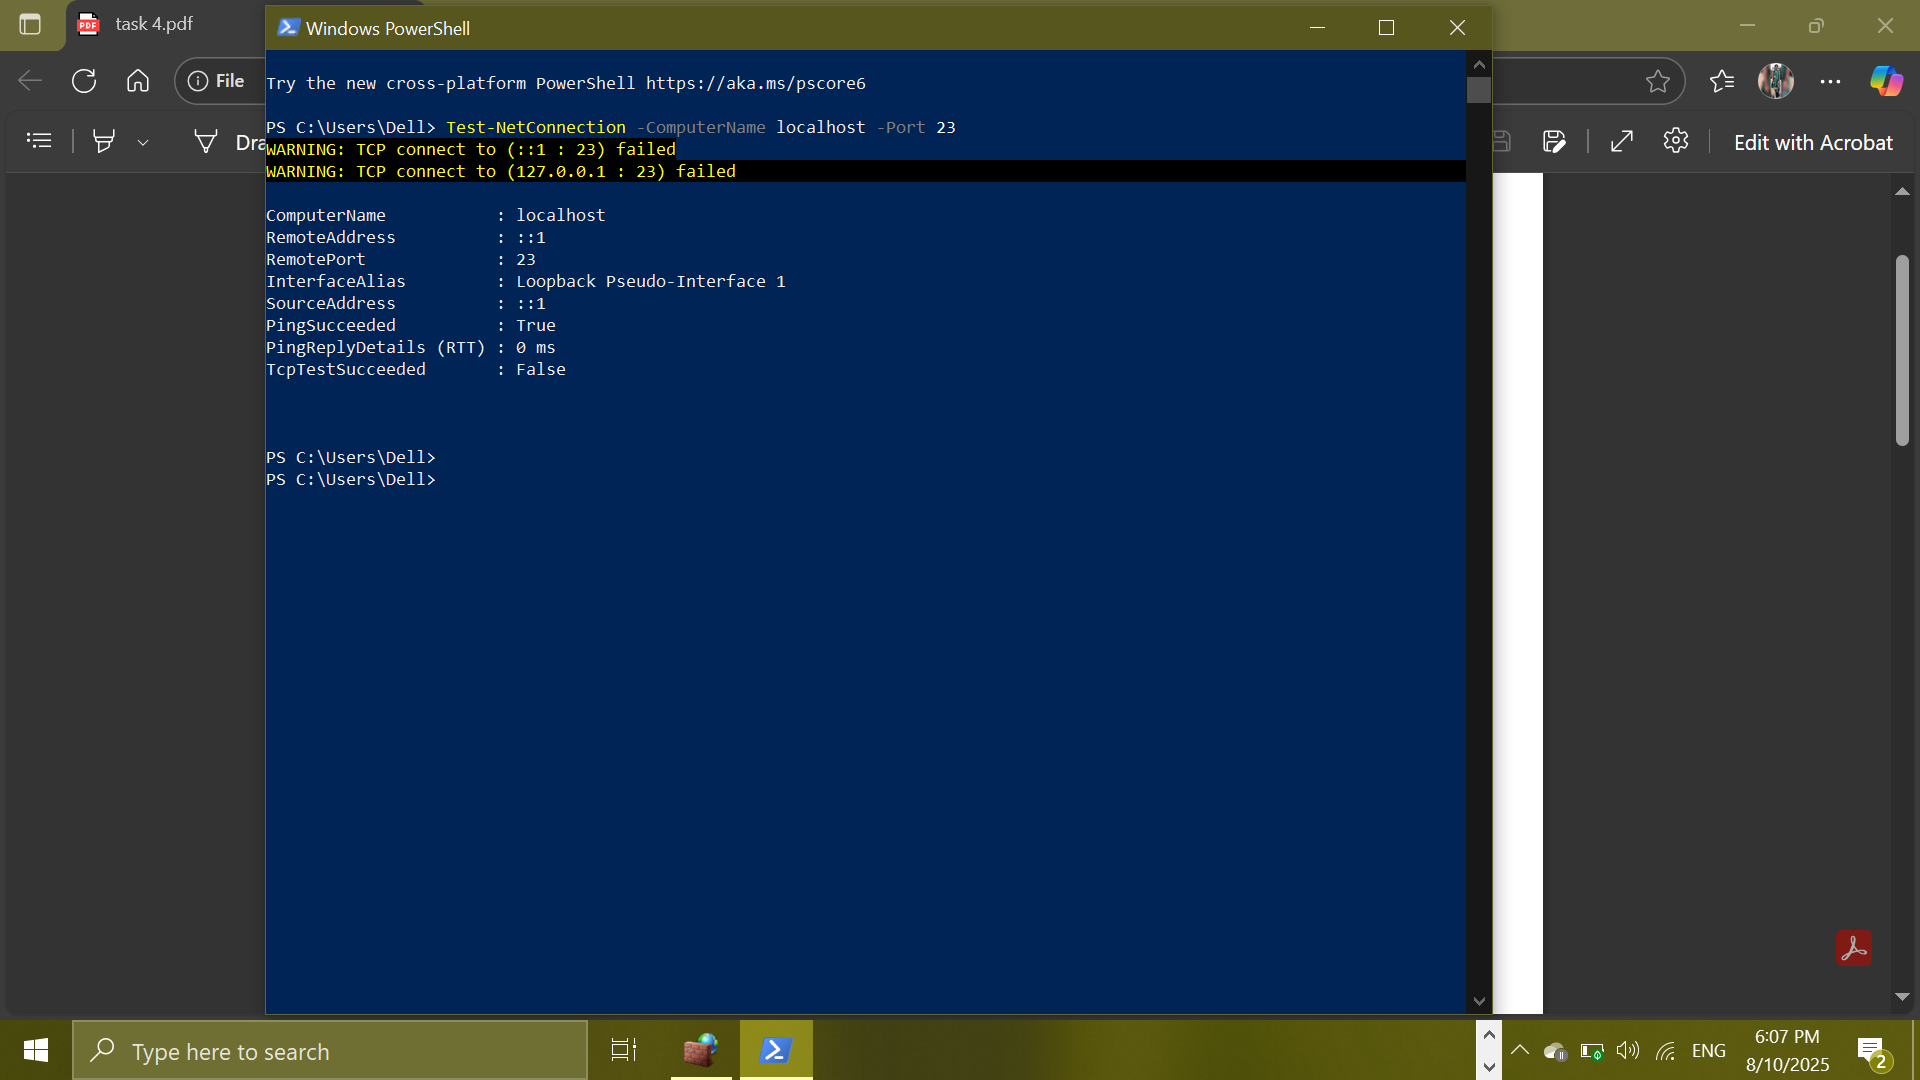 task 4.pdf
Windows PowerShell
File
Dra
Edit with Acrobat
Try the new cross-platform PowerShell https://aka.ms/pscore6
PS C:\Users\Dell> Test-NetConnection -ComputerName localhost -Port 23
WARNING: TCP connect to (::1 : 23) failed
WARNING: TCP connect to (127.0.0.1 : 23) failed
ComputerName : localhost
RemoteAddress : ::1
RemotePort : 23
InterfaceAlias : Loopback Pseudo-Interface 1
SourceAddress : ::1
PingSucceeded : True
PingReplyDetails (RTT) : 0 ms
TcpTestSucceeded : False
PS C:\Users\Dell>
PS C:\Users\Dell>
Type here to search
ENG
6:07 PM
8/10/2025
2